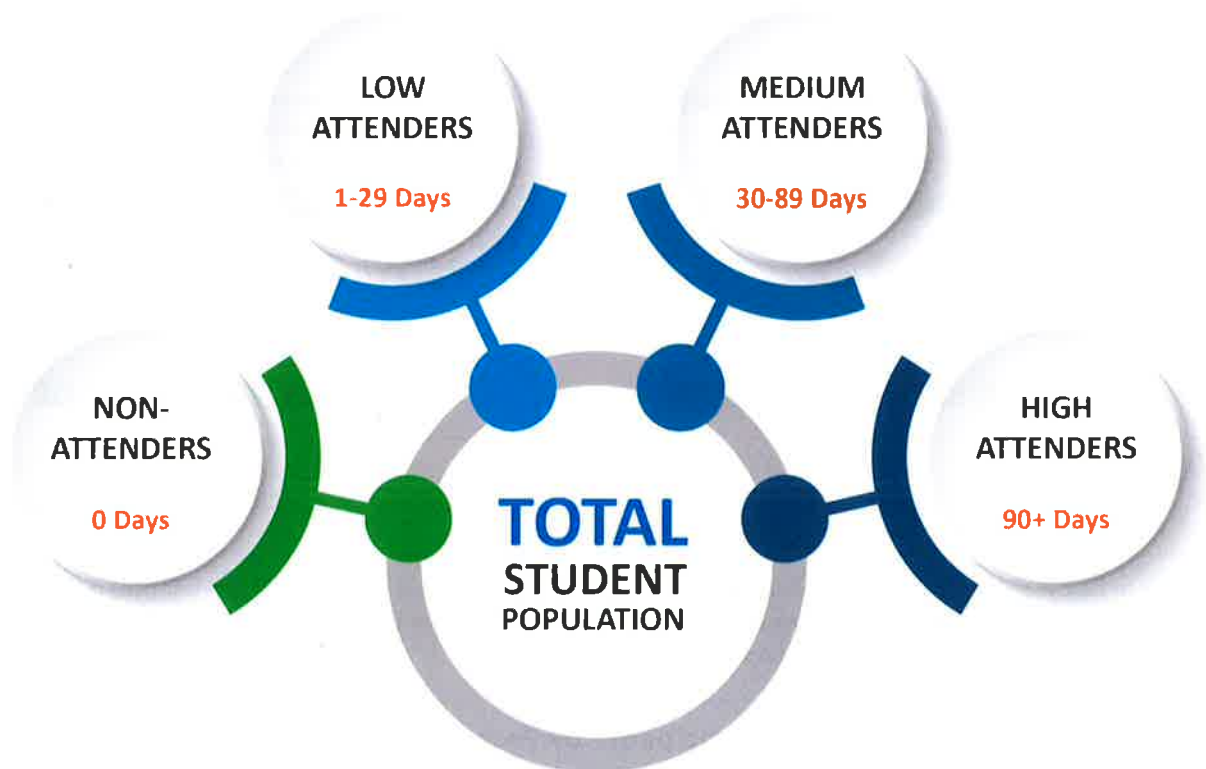 LOW
ATTENDERS
1-29 Days
MEDIUM
ATTENDERS
30-89 Days
NON-
ATTENDERS
0 Days
HIGH
ATTENDERS
90+ Days
TOTAL
STUDENT
POPULATION